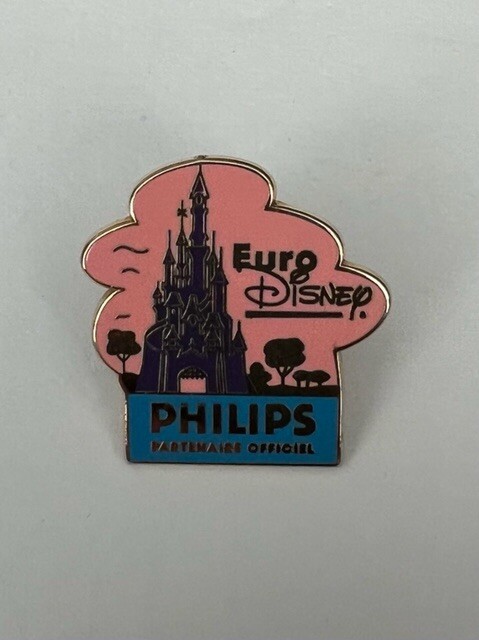 Euro
DISNEY.
PHILIPS
PARTENAIRE OFFICIEL